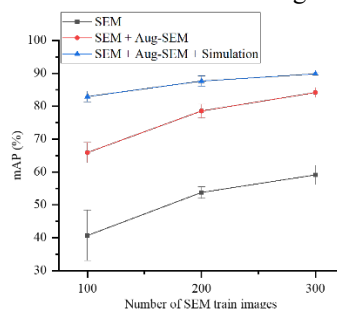 SEM
SEM + Aug-SEM
SEM + Aug-SEM + Simulation
100
90
80
70
60
50
40
30
mAP (%)
100 200 300
Number of SEM train images